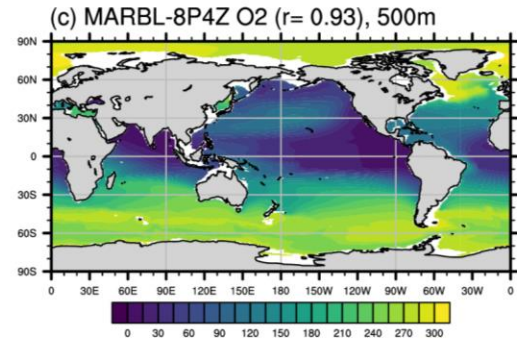 (c) MARBL-8P4Z O2 (r= 0.93), 500m
90N
60N
30N
0
30S
60S
90S
0 30E 60E 90E 120E 150E 180 150W 120W 90W 60W 30W 0
0 30 60 90 120 150 180 210 240 270 300